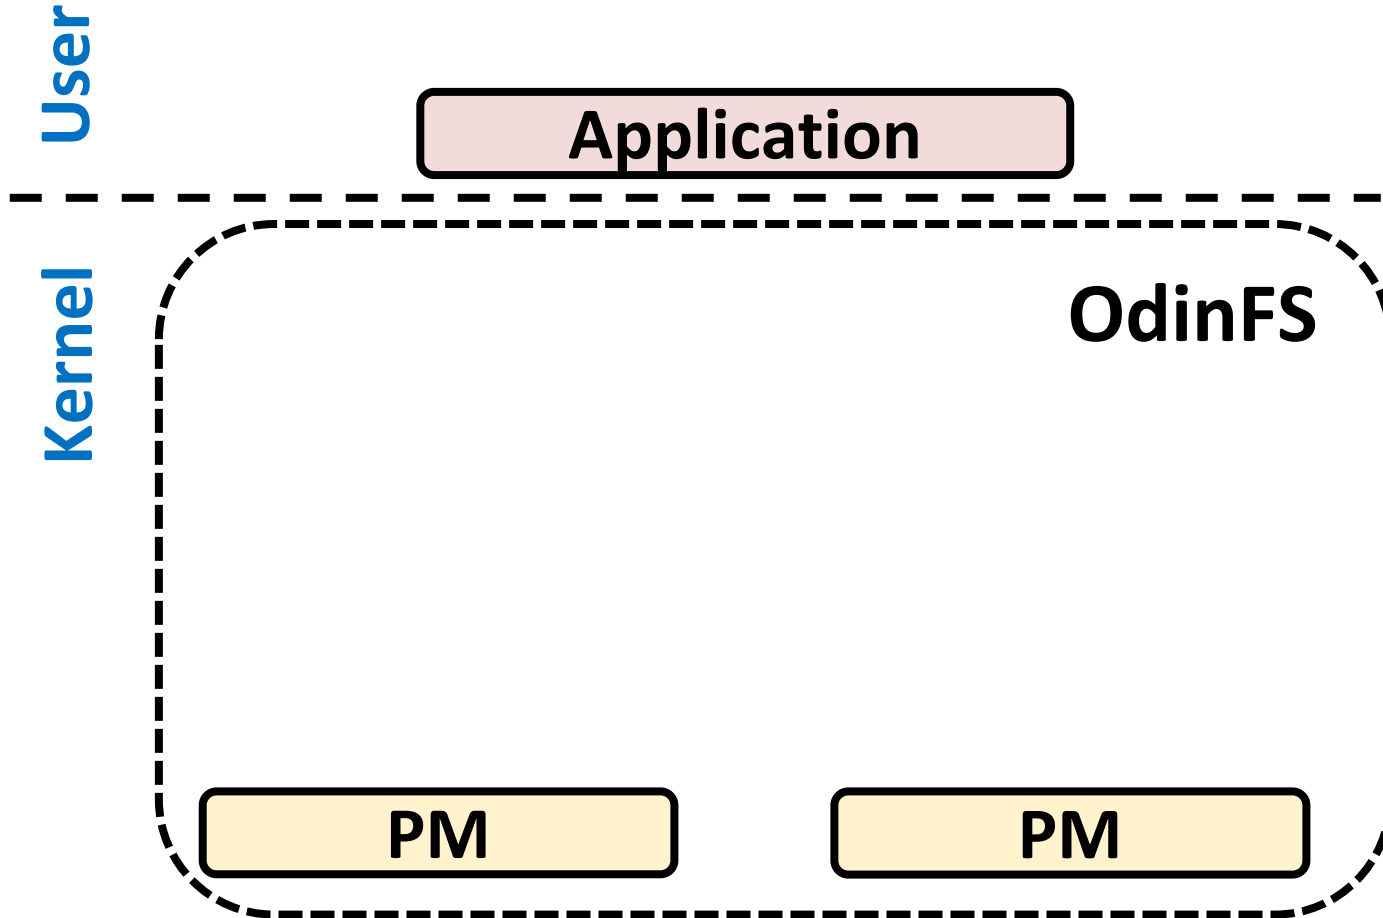 User
Application
Kernel
OdinFS
PM
PM